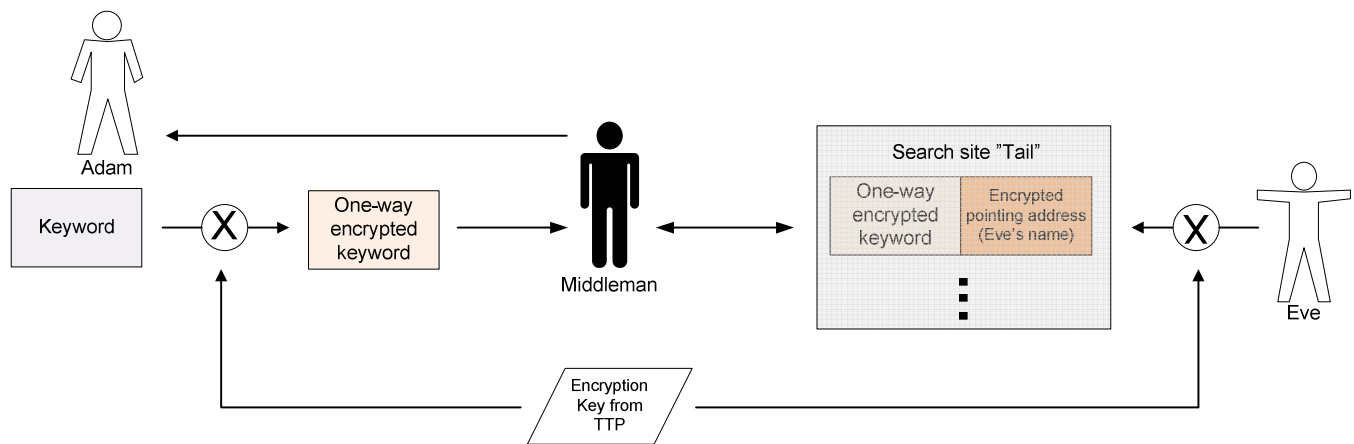 Adam
Keyword
X
One-way
encrypted
keyword
Middleman
Search site ”Tail”
One-way
encrypted
keyword
Encrypted
pointing address
(Eve’s name)
X
Eve
Encryption
Key from
TTP